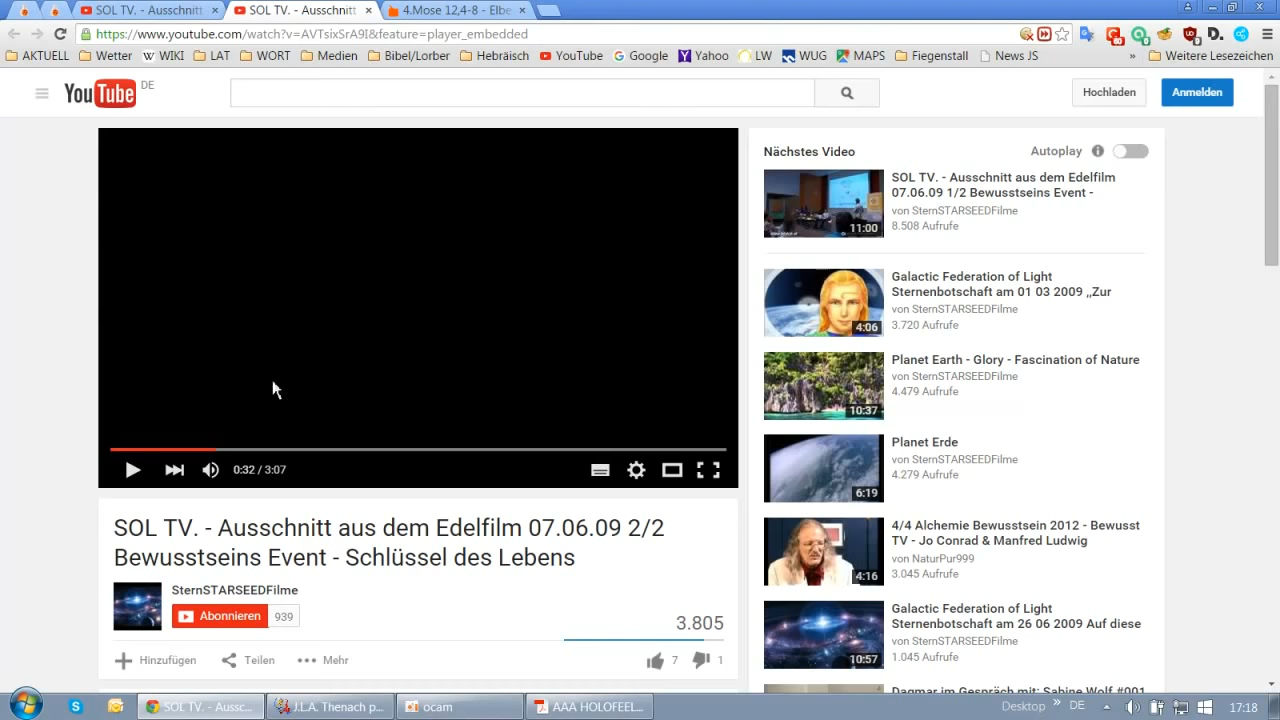 SOL TV. - Ausschnitt
SOL TV. - Ausschnitt
4.Mose 12,4-8 - Elbe
https://www.youtube.com/watch?v=AVTsixSrA9I&feature=player_embedded
AKTUELL Wetter W WIKI LAT WORT Medien Bibel/Lorber Hebräisch YouTube Google Yahoo LW WUG MAPS Fiegenstall News JS » Weitere Lesezeichen
YouTube DE
Hochladen
Anmelden
0:32 / 3:07
SOL TV. - Ausschnitt aus dem Edelfilm 07.06.09 2/2
Bewusstseins Event - Schlüssel des Lebens
SternSTARSEEDFilme
Abonnieren 939
3.805
Hinzufügen Teilen Mehr 7 1
Nächstes Video Autoplay
11:00
SOL TV. - Ausschnitt aus dem Edelfilm
07.06.09 1/2 Bewusstseins Event -
von SternSTARSEEDFilme
8.508 Aufrufe
4:06
Galactic Federation of Light
Sternenbotschaft am 01 03 2009 „Zur
von SternSTARSEEDFilme
3.720 Aufrufe
10:37
Planet Earth - Glory - Fascination of Nature
von SternSTARSEEDFilme
4.479 Aufrufe
6:19
Planet Erde
von SternSTARSEEDFilme
4.279 Aufrufe
4:16
4/4 Alchemie Bewusstsein 2012 - Bewusst
TV - Jo Conrad & Manfred Ludwig
von NaturPur999
3.045 Aufrufe
10:57
Galactic Federation of Light
Sternenbotschaft am 26 06 2009 Auf diese
von SternSTARSEEDFilme
1.045 Aufrufe
Dagmar im Gespräch mit: Sabine Wolf #001
SOL TV. - Aussc... J.L.A. Thenach p... ocam AAA HOLOFEEL... Desktop » DE 17:18